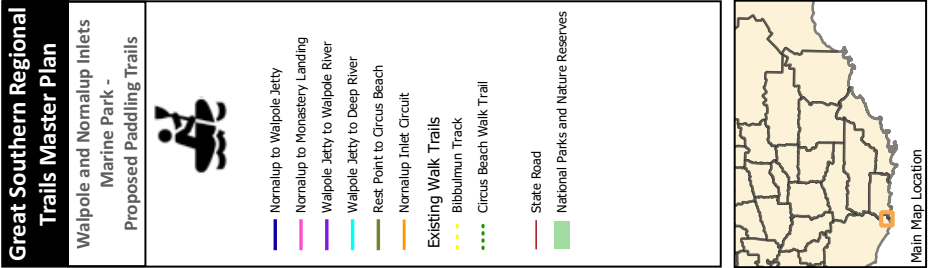 Great Southern Regional
Trails Master Plan
Walpole and Nornalup Inlets
Marine Park -
Proposed Paddling Trails
Nornalup to Walpole Jetty
Nornalup to Monastery Landing
Walpole Jetty to Walpole River
Walpole Jetty to Deep River
Rest Point to Circus Beach
Nornalup Inlet Circuit
Existing Walk Trails
Bibbulmun Track
Circus Beach Walk Trail
State Road
National Parks and Nature Reserves
Main Map Location